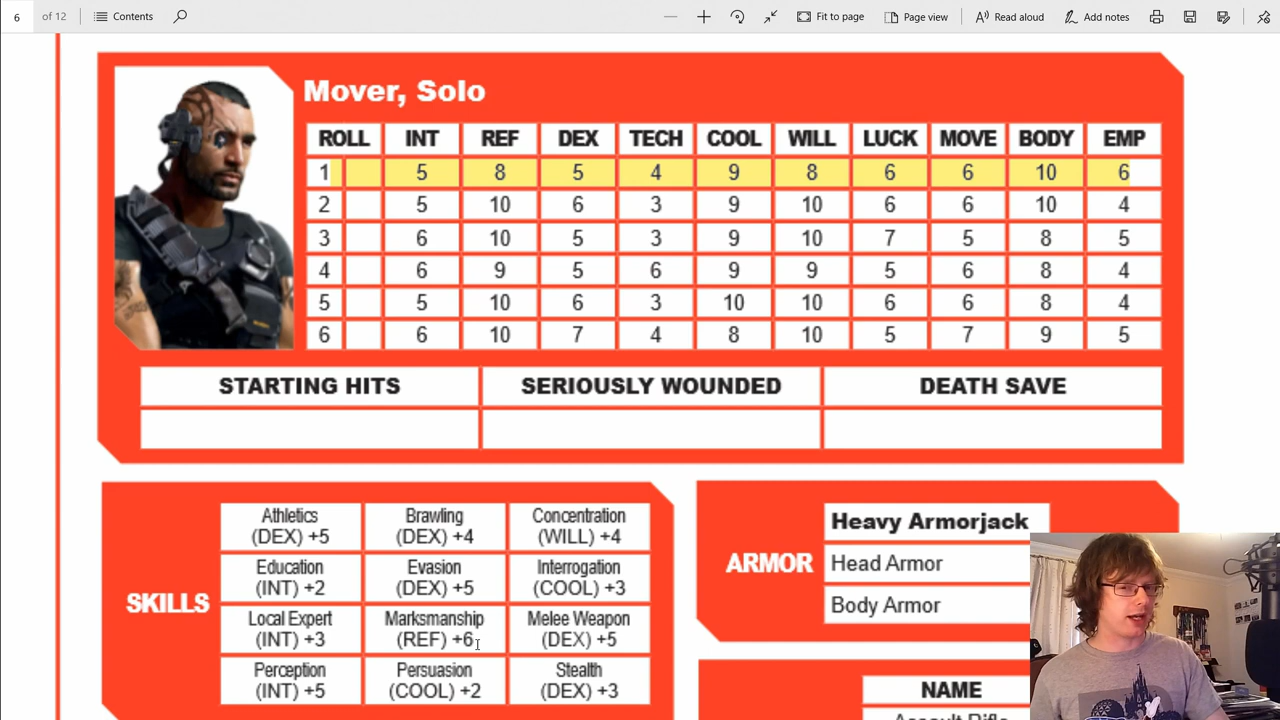 6 of 12 Contents Fit to page Page view Read aloud Add notes
Mover, Solo
ROLL INT REF DEX TECH COOL WILL LUCK MOVE BODY EMP
1 5 8 5 4 9 8 6 6 10 6
2 5 10 6 3 9 10 6 6 10 4
3 6 10 5 3 9 10 7 5 8 5
4 6 9 5 6 9 9 5 6 8 4
5 5 10 6 3 10 10 6 6 8 4
6 6 10 7 4 8 10 5 7 9 5
STARTING HITS SERIOUSLY WOUNDED DEATH SAVE
SKILLS
Athletics Brawling Concentration
(DEX) +5 (DEX) +4 (WILL) +4
Education Evasion Interrogation
(INT) +2 (DEX) +5 (COOL) +3
Local Expert Marksmanship Melee Weapon
(INT) +3 (REF) +6 (DEX) +5
Perception Persuasion Stealth
(INT) +5 (COOL) +2 (DEX) +3
ARMOR
Heavy Armorjack
Head Armor
Body Armor
NAME
Assault Rifle